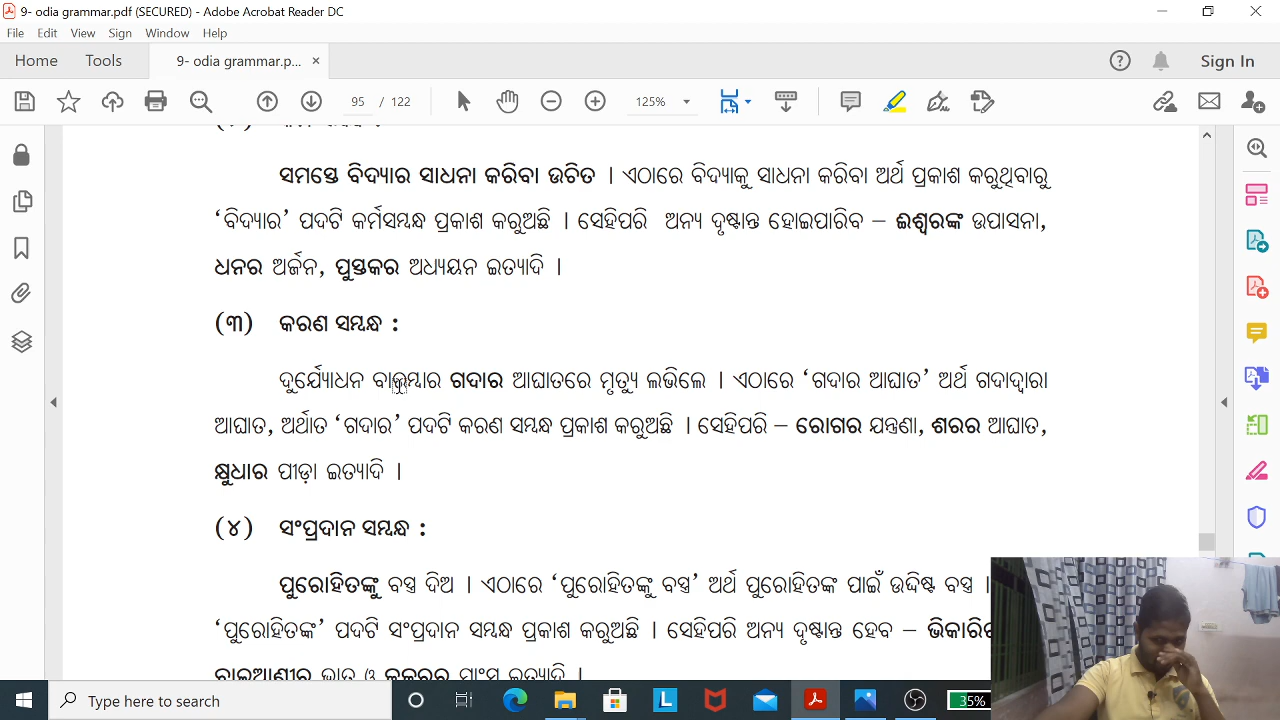 9- odia grammar.pdf (SECURED) - Adobe Acrobat Reader DC
File Edit View Sign Window Help
Home Tools 9- odia grammar.p... ×
95 / 122 125%
Sign In
ସମସ୍ତେ ବିଦ୍ୟାର ସାଧନା କରିବା ଉଚିତ । ଏଠାରେ ବିଦ୍ୟାକୁ ସାଧନା କରିବା ଅର୍ଥ ପ୍ରକାଶ କରୁଥିବାରୁ
‘ବିଦ୍ୟାର’ ପଦଟି କର୍ମସମ୍ବନ୍ଧ ପ୍ରକାଶ କରୁଅଛି । ସେହିପରି ଅନ୍ୟ ଦୃଷ୍ଟାନ୍ତ ହୋଇପାରିବ – ଈଶ୍ୱରଙ୍କ ଉପାସନା,
ଧନର ଅର୍ଜନ, ପୁସ୍ତକର ଅଧ୍ୟୟନ ଇତ୍ୟାଦି ।
(୩) କରଣ ସମ୍ବନ୍ଧ :
ଦୁର୍ଯ୍ୟୋଧନ ଗଦାର ଆଘାତରେ ମୃତ୍ୟୁ ଲଭିଲେ । ଏଠାରେ ‘ଗଦାର ଆଘାତ’ ଅର୍ଥ ଗଦାଦ୍ୱାରା
ଆଘାତ, ଅର୍ଥାତ ‘ଗଦାର’ ପଦଟି କରଣ ସମ୍ବନ୍ଧ ପ୍ରକାଶ କରୁଅଛି । ସେହିପରି – ରୋଗର ଯନ୍ତ୍ରଣା, ଶରର ଆଘାତ,
କ୍ଷୁଧାର ପୀଡ଼ା ଇତ୍ୟାଦି ।
(୪) ସଂପ୍ରଦାନ ସମ୍ବନ୍ଧ :
ପୁରୋହିତଙ୍କୁ ବସ୍ତ୍ର ଦିଅ । ଏଠାରେ ‘ପୁରୋହିତଙ୍କୁ ବସ୍ତ୍ର’ ଅର୍ଥ ପୁରୋହିତଙ୍କ ପାଇଁ ଉଦ୍ଦିଷ୍ଟ ବସ୍ତ୍ର ।
‘ପୁରୋହିତଙ୍କ’ ପଦଟି ସଂପ୍ରଦାନ ସମ୍ବନ୍ଧ ପ୍ରକାଶ କରୁଅଛି । ସେହିପରି ଅନ୍ୟ ଦୃଷ୍ଟାନ୍ତ ହେବ –
Type here to search
35%